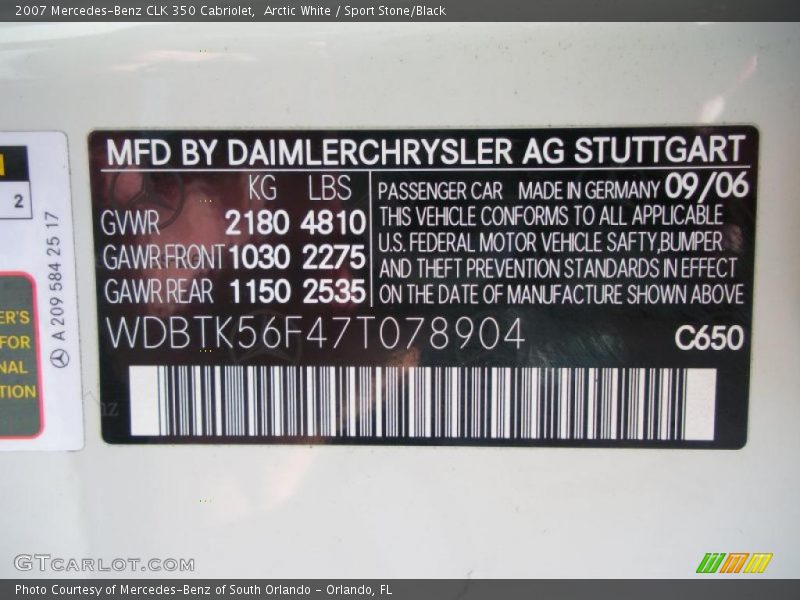 2007 Mercedes-Benz CLK 350 Cabriolet, Arctic White / Sport Stone/Black
MFD BY DAIMLERCHRYSLER AG STUTTGART
KG LBS
GVWR 2180 4810
GAWR FRONT 1030 2275
GAWR REAR 1150 2535
PASSENGER CAR MADE IN GERMANY 09/06
THIS VEHICLE CONFORMS TO ALL APPLICABLE
U.S. FEDERAL MOTOR VEHICLE SAFTY,BUMPER
AND THEFT PREVENTION STANDARDS IN EFFECT
ON THE DATE OF MANUFACTURE SHOWN ABOVE
WDBTK56F47T078904
C650
2
A 209 584 25 17
ER'S
FOR
NAL
TION
GTCARLOT.COM
Photo Courtesy of Mercedes-Benz of South Orlando - Orlando, FL